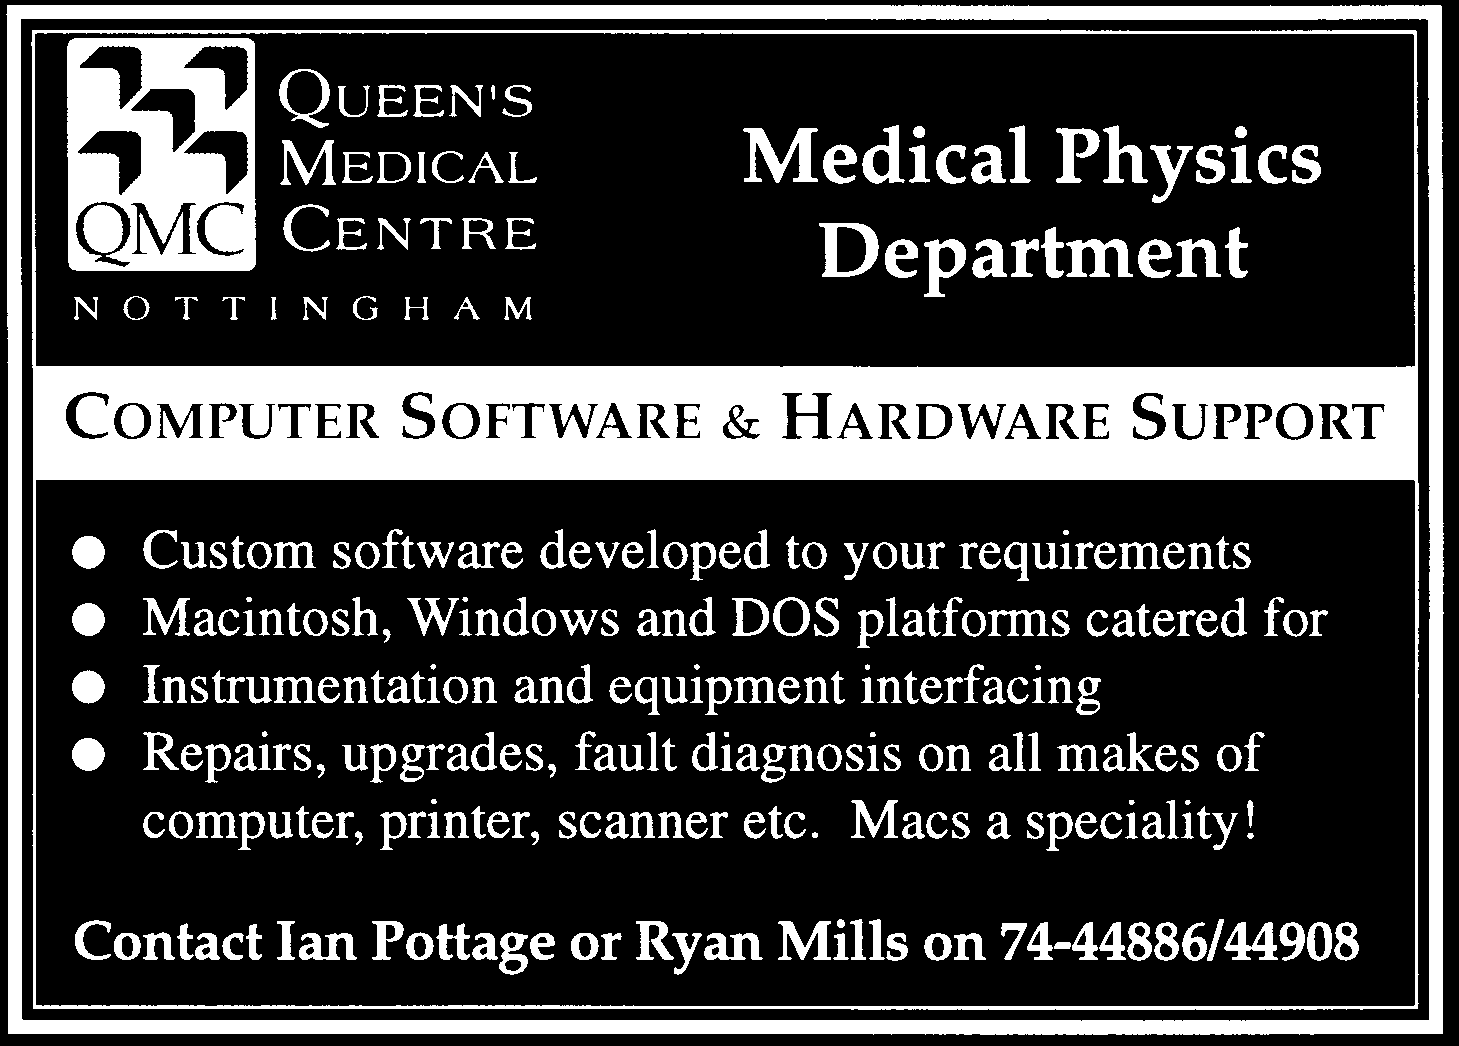 QMC
QUEEN'S
MEDICAL
CENTRE
NOTTINGHAM
Medical Physics
Department
COMPUTER SOFTWARE & HARDWARE SUPPORT
● Custom software developed to your requirements
● Macintosh, Windows and DOS platforms catered for
● Instrumentation and equipment interfacing
● Repairs, upgrades, fault diagnosis on all makes of
computer, printer, scanner etc. Macs a speciality!
Contact Ian Pottage or Ryan Mills on 74-44886/44908